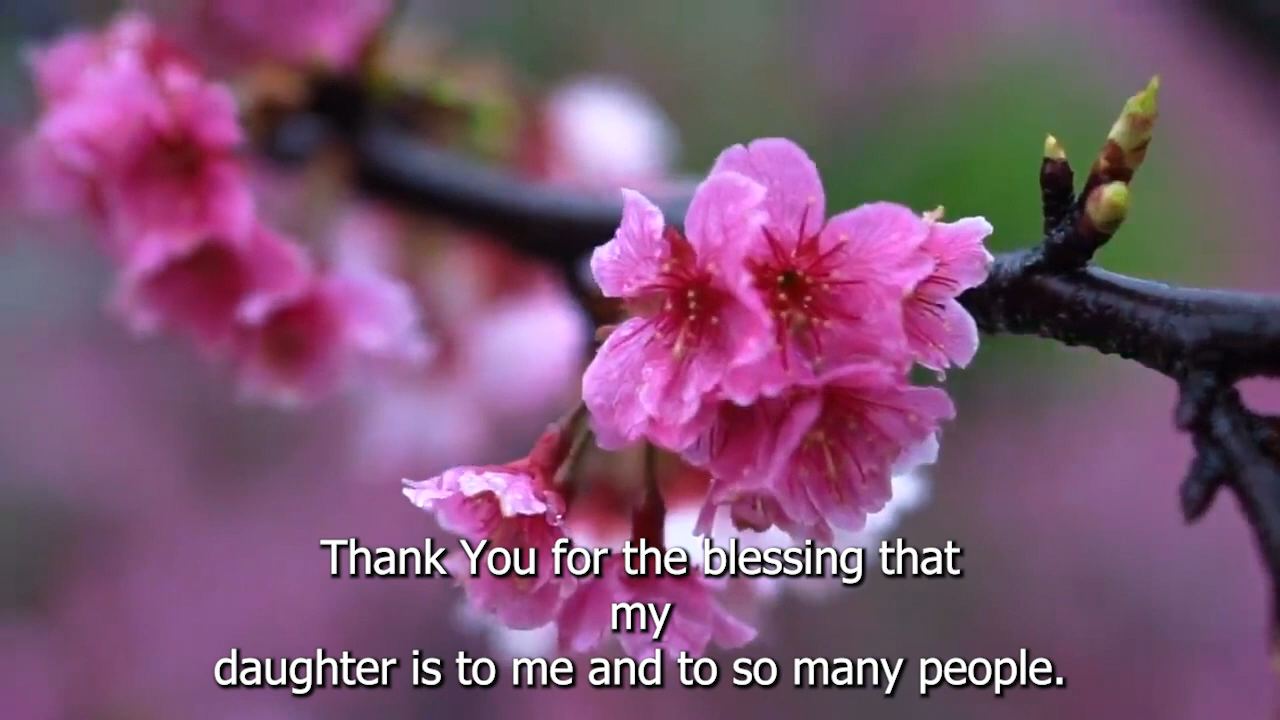 Thank You for the blessing that
my
daughter is to me and to so many people.